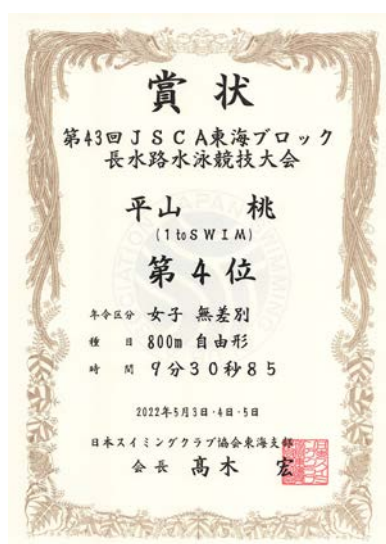 賞状
第43回JSCA東海ブロック
長水路水泳競技大会
平山 桃
(1toSWIM)
第4位
年令区分 女子 無差別
種目 800m 自由形
時間 9分30秒85
2022年5月3日・4日・5日
日本スイミングクラブ協会東海支部
会長 髙木 宏